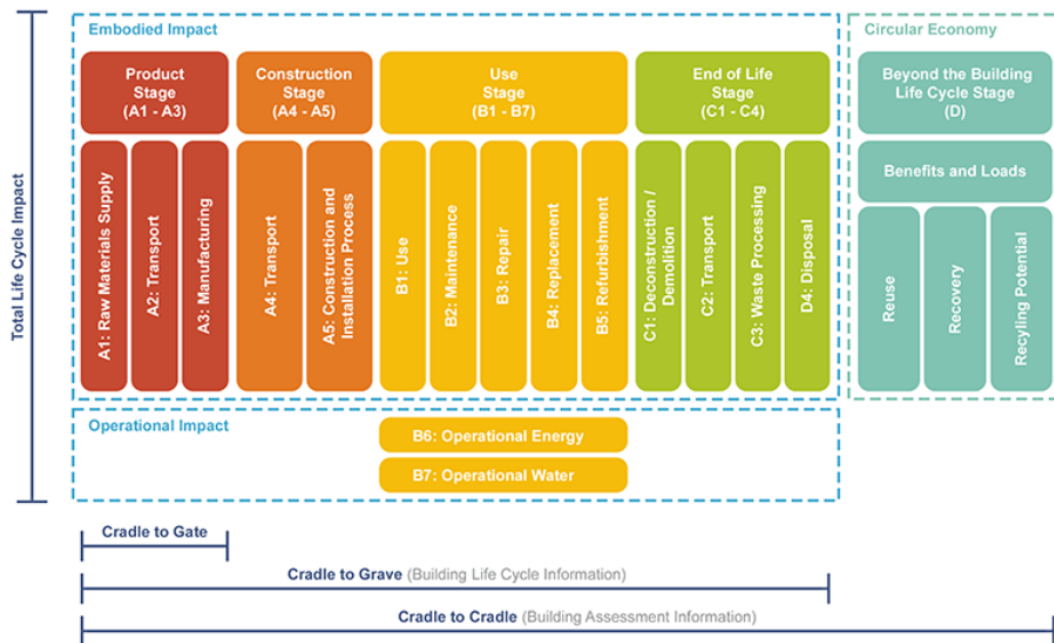 Total Life Cycle Impact
Embodied Impact
Product
Stage
(A1 - A3)
Construction
Stage
(A4 - A5)
Use
Stage
(B1 - B7)
End of Life
Stage
(C1 - C4)
A1: Raw Materials Supply
A2: Transport
A3: Manufacturing
A4: Transport
A5: Construction and
Installation Process
B1: Use
B2: Maintenance
B3: Repair
B4: Replacement
B5: Refurbishment
C1: Deconstruction /
Demolition
C2: Transport
C3: Waste Processing
D4: Disposal
Circular Economy
Beyond the Building
Life Cycle Stage
(D)
Benefits and Loads
Reuse
Recovery
Recyling Potential
Operational Impact
B6: Operational Energy
B7: Operational Water
Cradle to Gate
Cradle to Grave (Building Life Cycle Information)
Cradle to Cradle (Building Assessment Information)